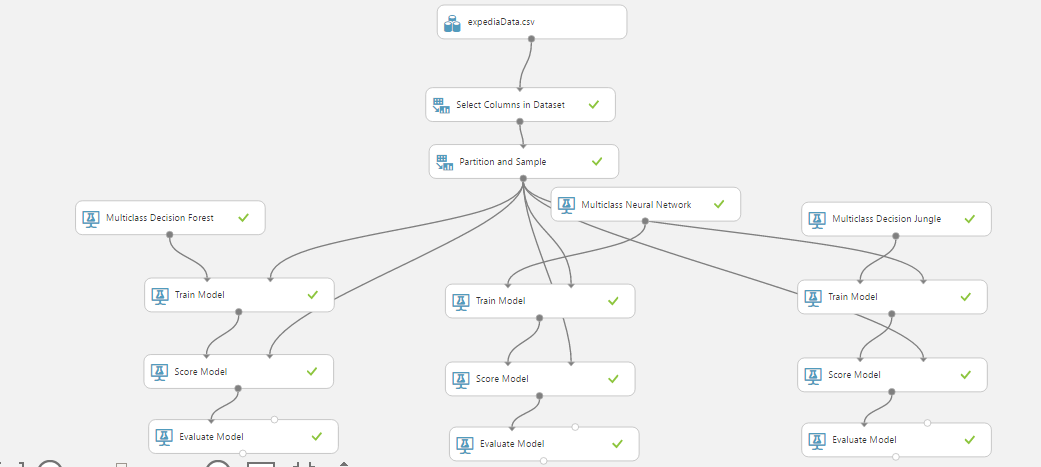 expediaData.csv
Select Columns in Dataset
Partition and Sample
Multiclass Decision Forest
Multiclass Neural Network
Multiclass Decision Jungle
Train Model
Train Model
Train Model
Score Model
Score Model
Score Model
Evaluate Model
Evaluate Model
Evaluate Model